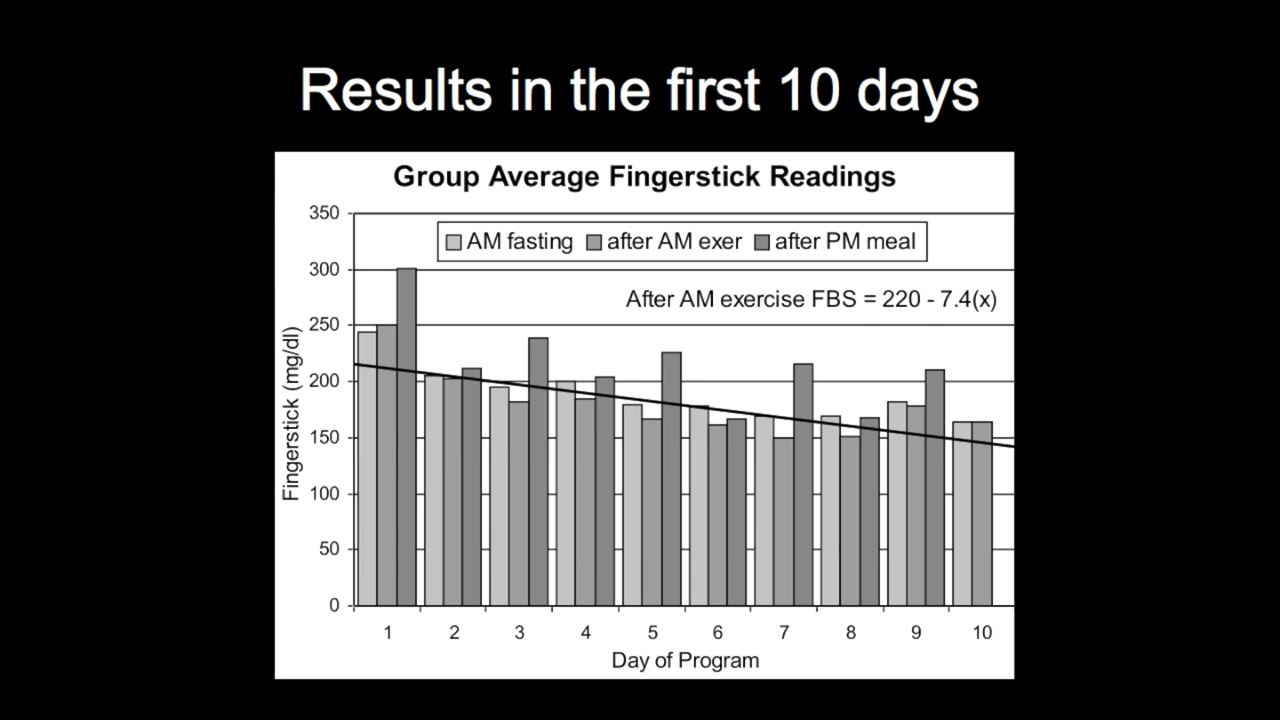 Results in the first 10 days
Group Average Fingerstick Readings
350
300
250
200
150
100
50
0
Fingerstick (mg/dl)
AM fasting after AM exer after PM meal
After AM exercise FBS = 220 - 7.4(x)
1 2 3 4 5 6 7 8 9 10
Day of Program